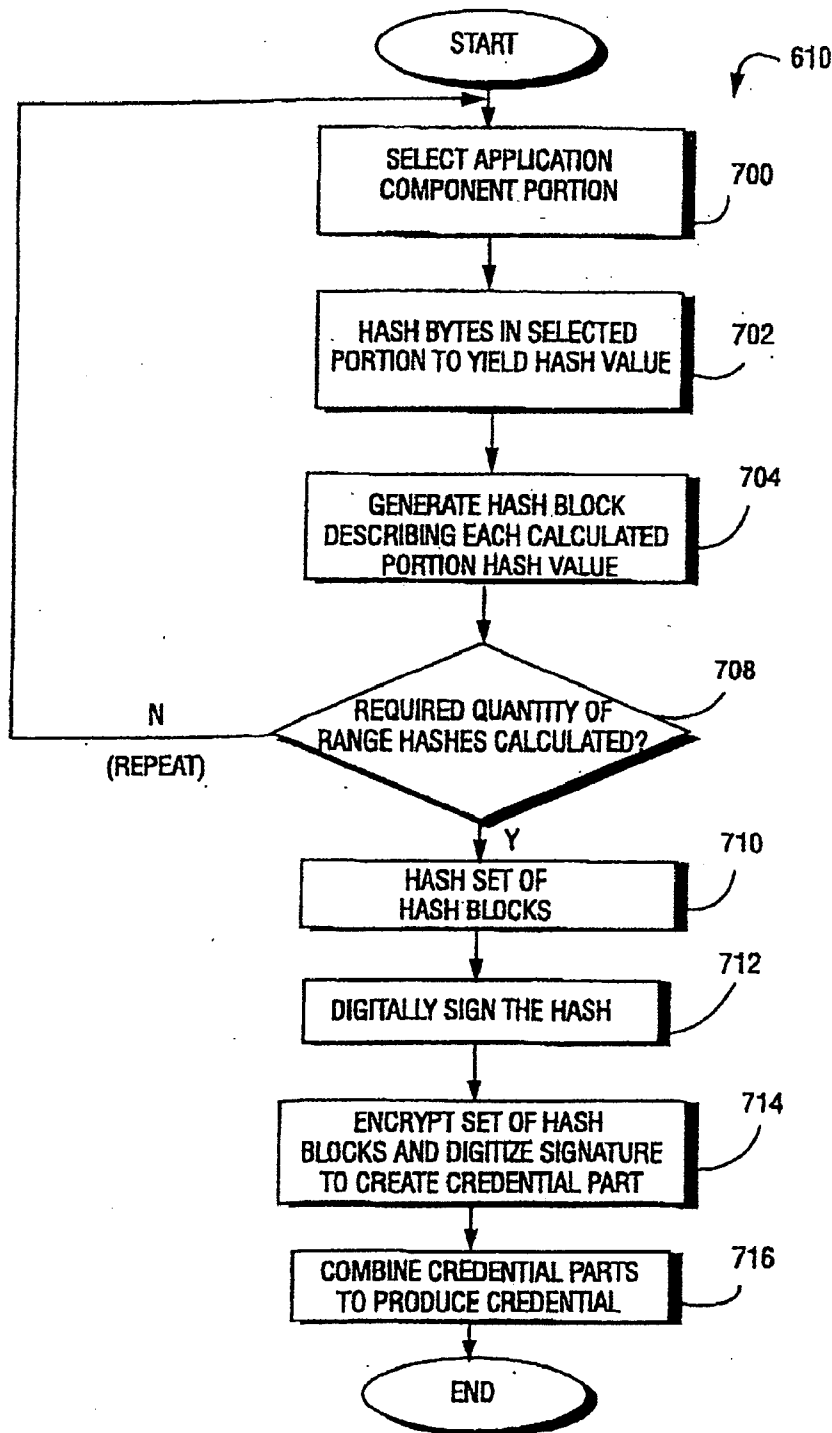 START
610
SELECT APPLICATION
COMPONENT PORTION
700
HASH BYTES IN SELECTED
PORTION TO YIELD HASH VALUE
702
GENERATE HASH BLOCK
DESCRIBING EACH CALCULATED
PORTION HASH VALUE
704
REQUIRED QUANTITY OF
RANGE HASHES CALCULATED?
708
N
(REPEAT)
Y
HASH SET OF
HASH BLOCKS
710
DIGITALLY SIGN THE HASH
712
ENCRYPT SET OF HASH
BLOCKS AND DIGITIZE SIGNATURE
TO CREATE CREDENTIAL PART
714
COMBINE CREDENTIAL PARTS
TO PRODUCE CREDENTIAL
716
END